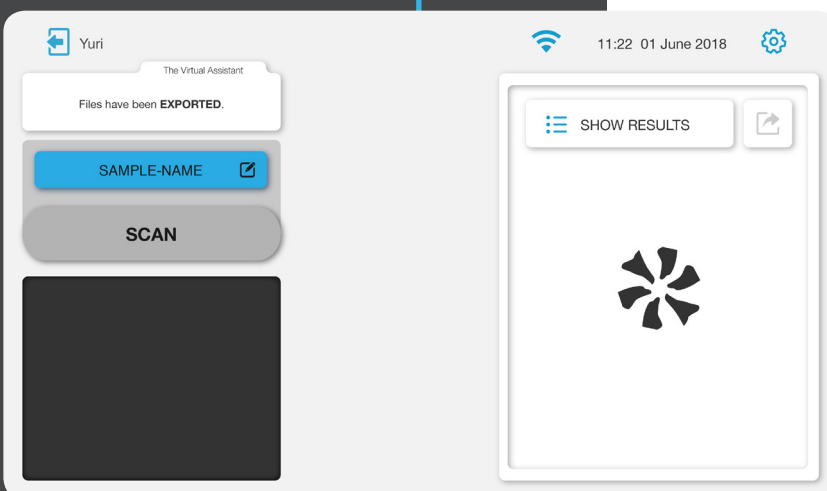 Yuri
11:22 01 June 2018
The Virtual Assistant
Files have been EXPORTED.
SAMPLE-NAME
SCAN
SHOW RESULTS